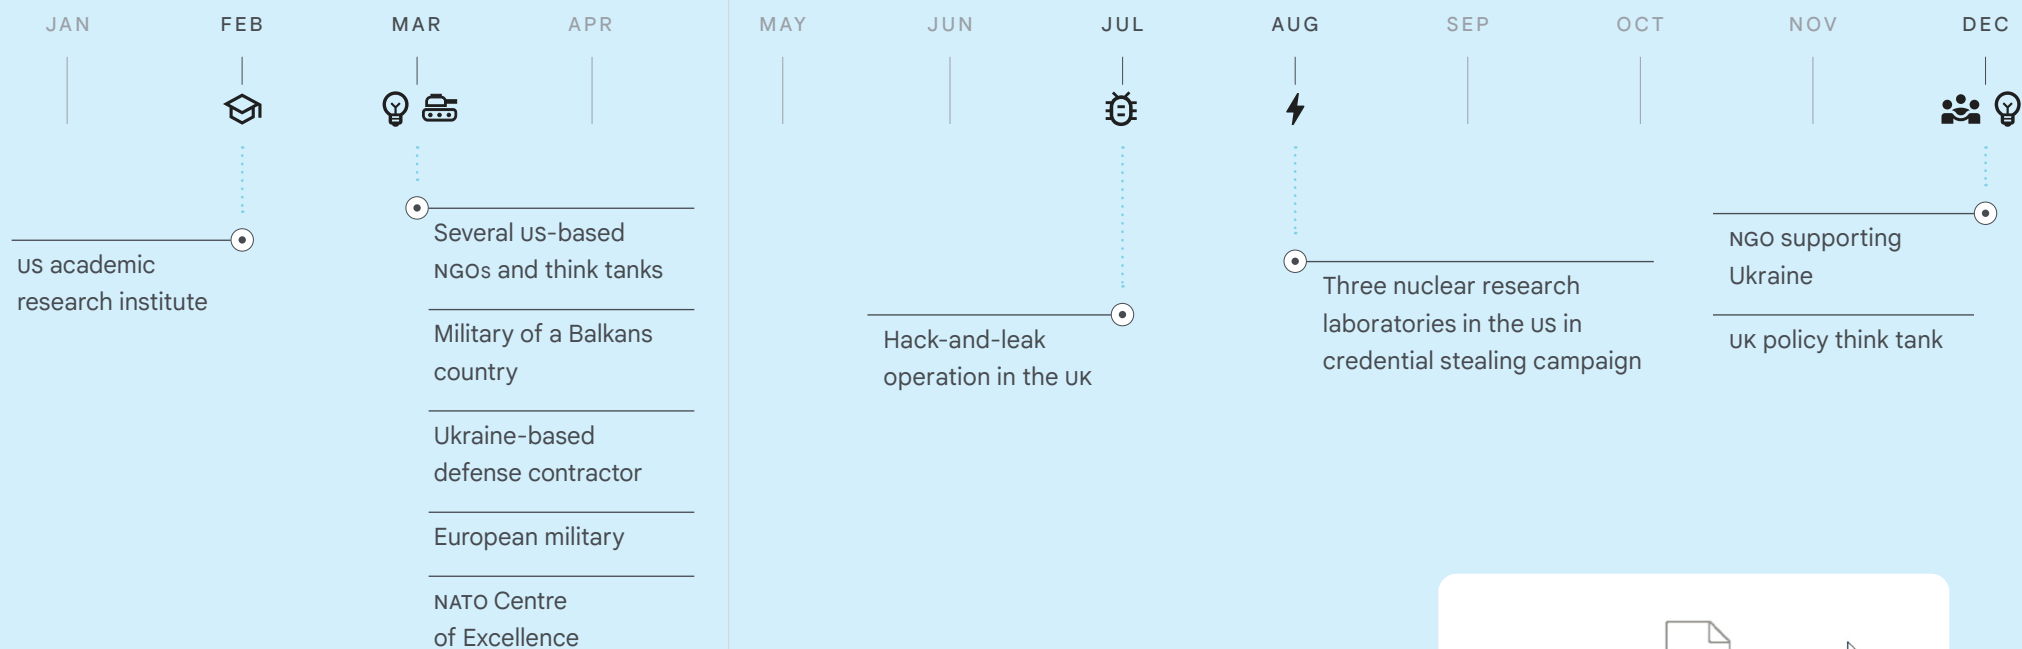 JAN
FEB
MAR
APR
MAY
JUN
JUL
AUG
SEP
OCT
NOV
DEC
US academic
research institute
Several US-based
NGOs and think tanks
Military of a Balkans
country
Ukraine-based
defense contractor
European military
NATO Centre
of Excellence
Hack-and-leak
operation in the UK
Three nuclear research
laboratories in the US in
credential stealing campaign
NGO supporting
Ukraine
UK policy think tank